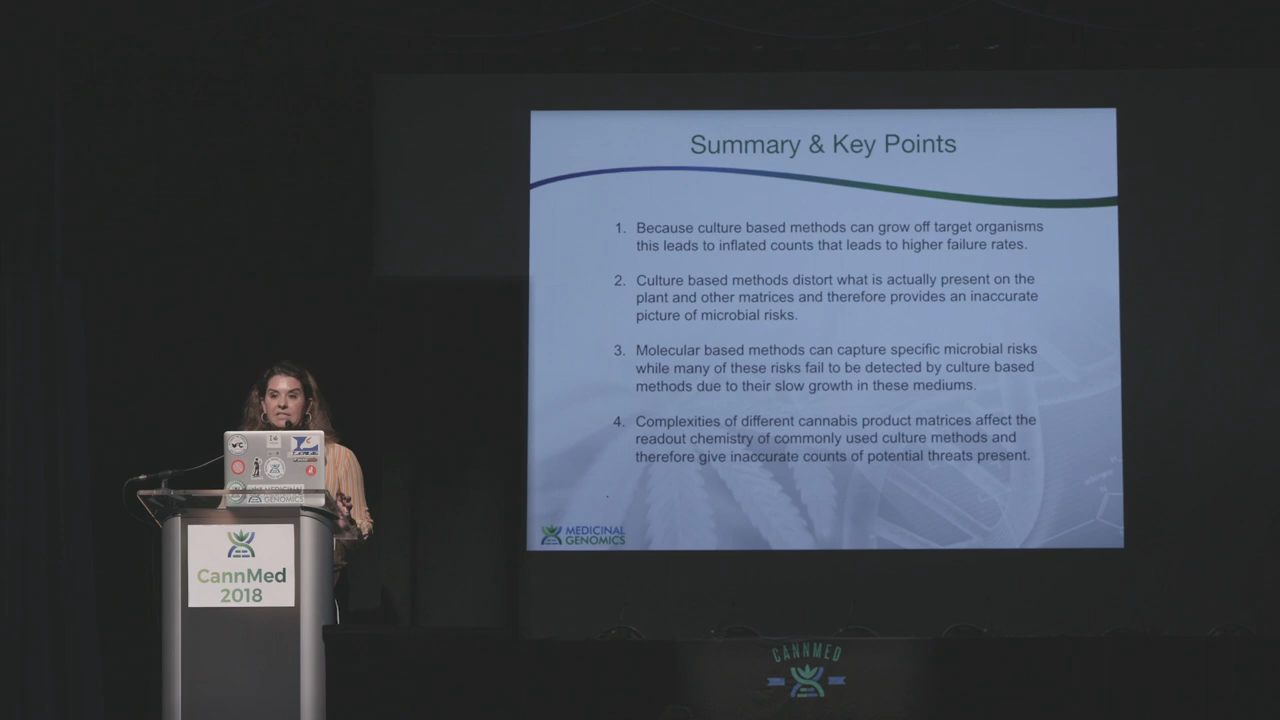 Summary & Key Points
1. Because culture based methods can grow off target organisms
this leads to inflated counts that leads to higher failure rates.
2. Culture based methods distort what is actually present on the
plant and other matrices and therefore provides an inaccurate
picture of microbial risks.
3. Molecular based methods can capture specific microbial risks
while many of these risks fail to be detected by culture based
methods due to their slow growth in these mediums.
4. Complexities of different cannabis product matrices affect the
readout chemistry of commonly used culture methods and
therefore give inaccurate counts of potential threats present.
MEDICINAL
GENOMICS
MEDICINAL
GENOMICS
CannMed
2018
CANNMED